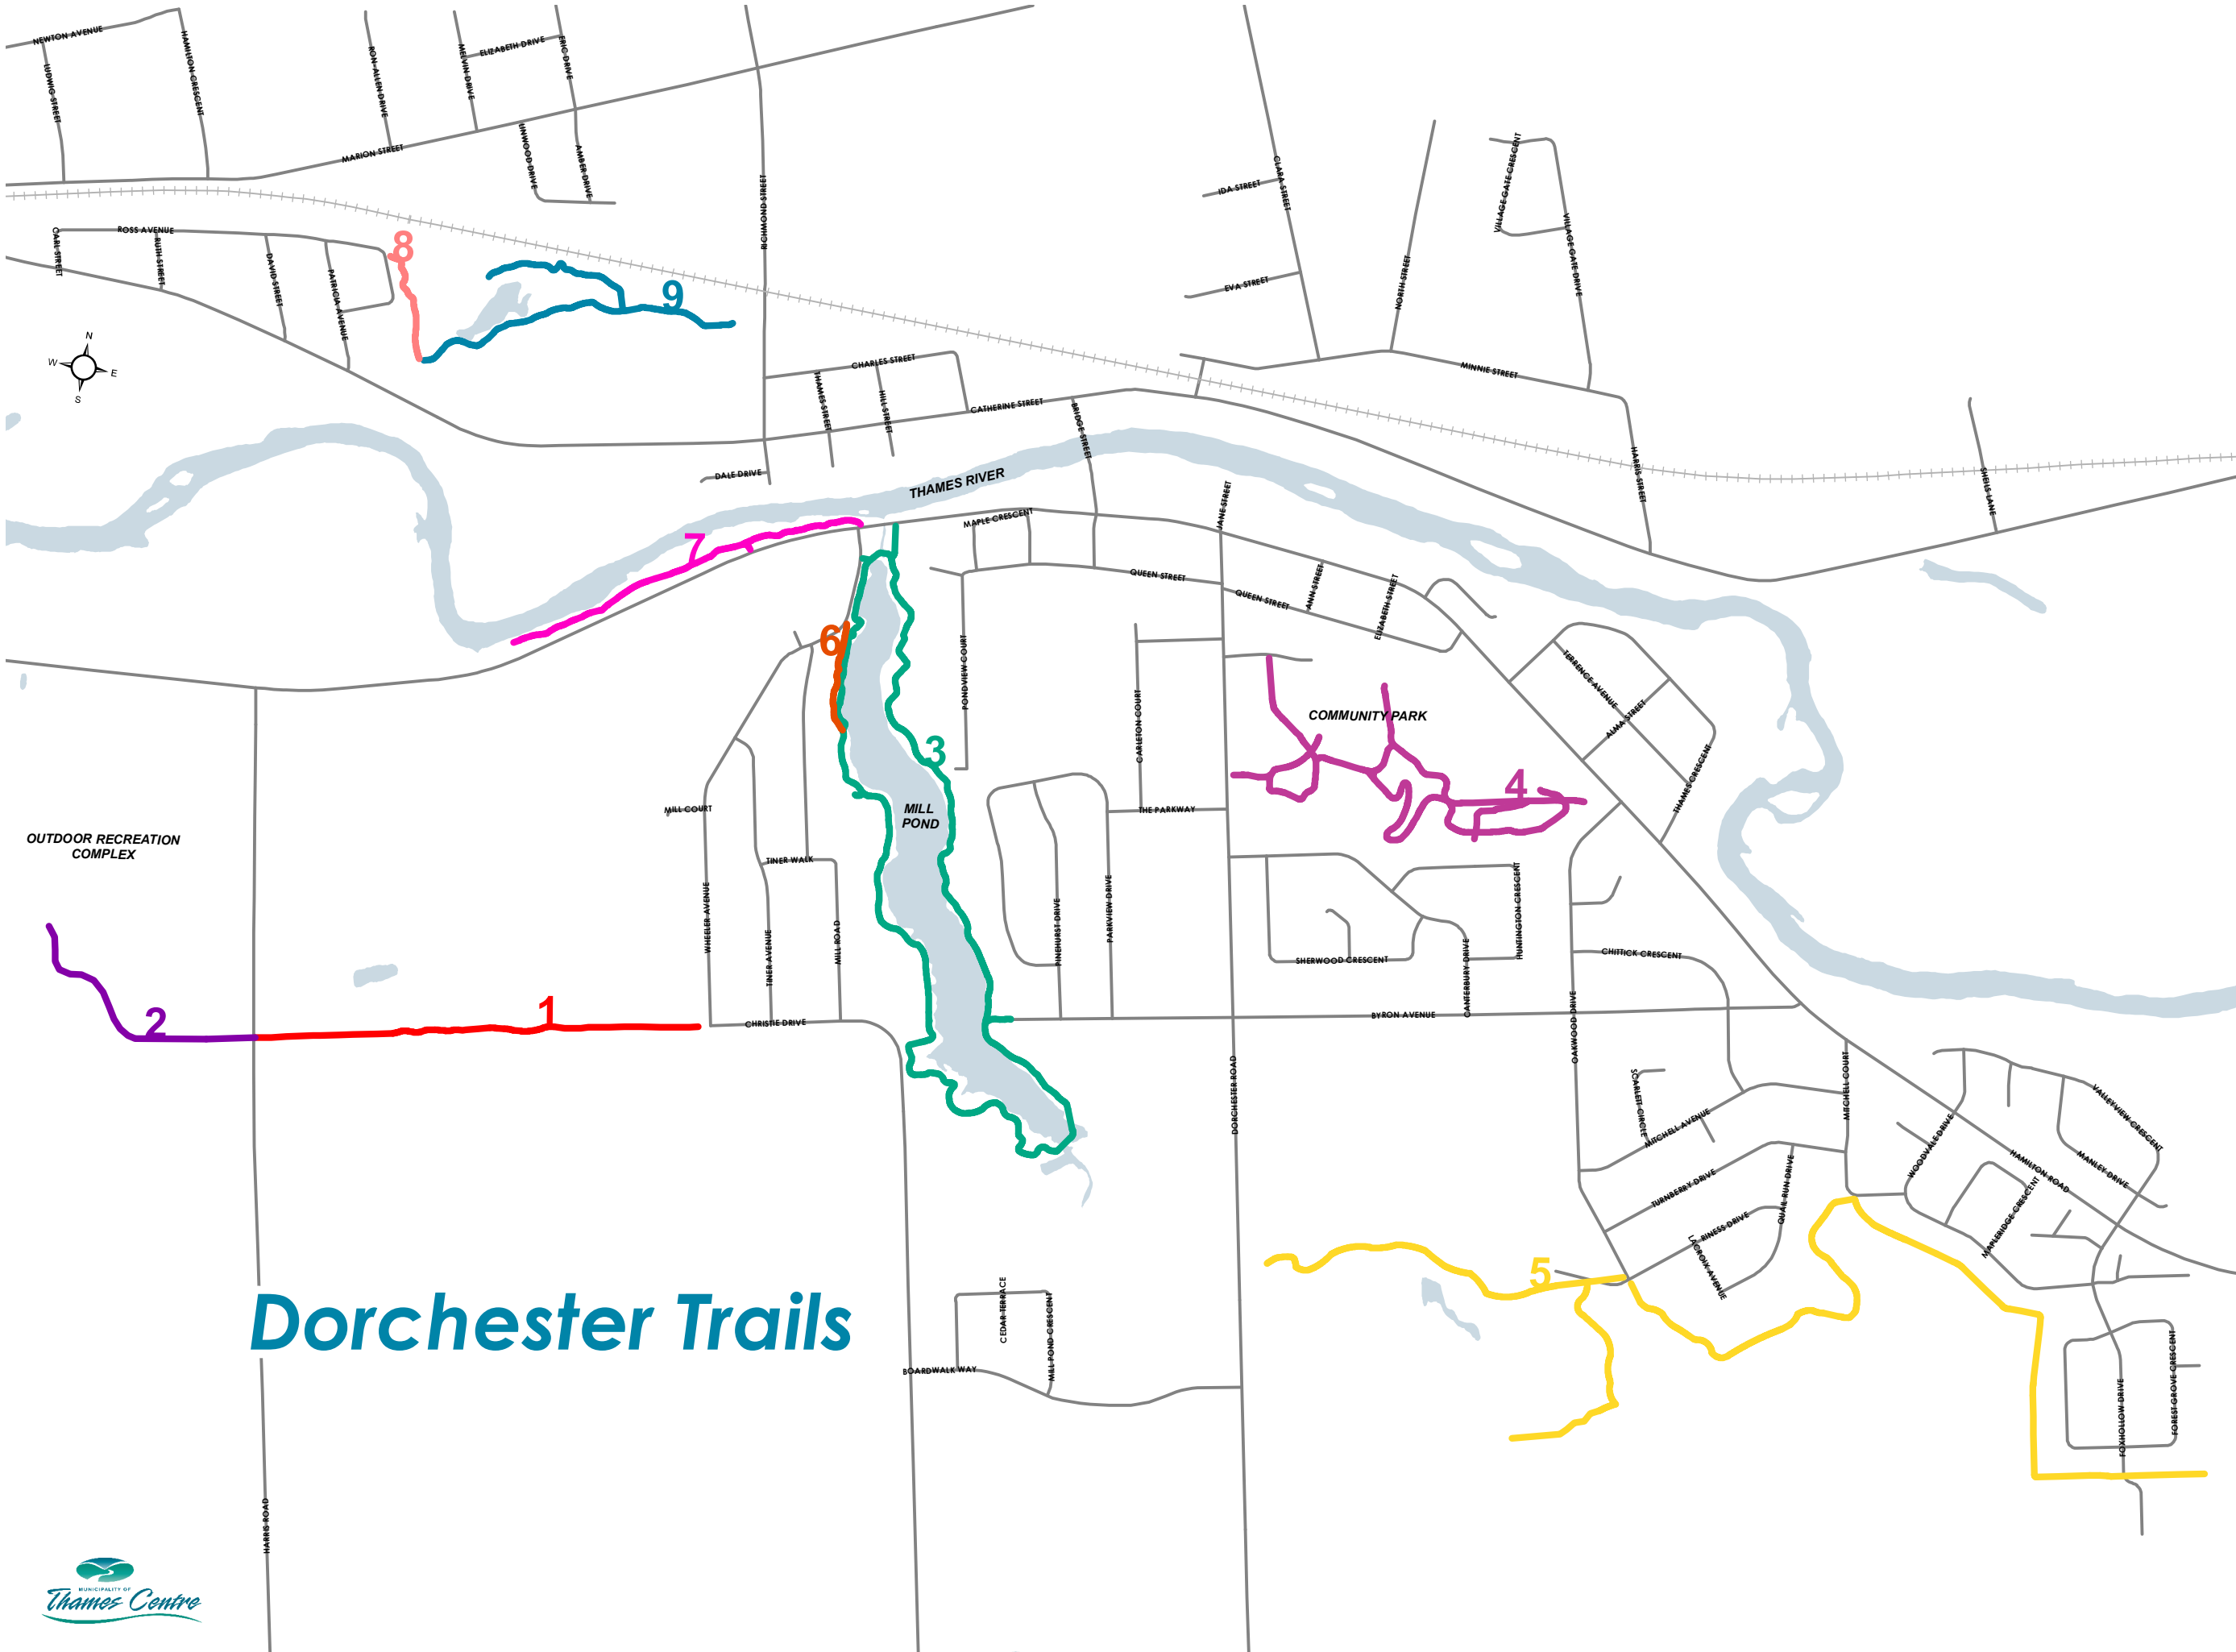 NEWTON AVENUE
LUDWIG STREET
HAMILTON CRESCENT
RON-ALLEN DRIVE
MELVIN DRIVE
ELIZABETH DRIVE
ERIC DRIVE
MARION STREET
LINWOOD DRIVE
AMBER DRIVE
RICHMOND STREET
IDA STREET
CLARA STREET
EVA STREET
NORTH STREET
VILLAGE GATE CRESCENT
VILLAGE GATE DRIVE
MINNIE STREET
CARL STREET
ROSS AVENUE
RUTH STREET
DAVID STREET
PATRICIA AVENUE
8
9
N
W
E
S
CHARLES STREET
THAMES STREET
HILL STREET
CATHERINE STREET
BRIDGE STREET
DALE DRIVE
THAMES RIVER
HARRIS STREET
SHEILS LANE
7
MAPLE CRESCENT
JANE STREET
QUEEN STREET
QUEEN STREET
ANN STREET
ELIZABETH STREET
6
3
PONDVIEW COURT
CARLETON COURT
COMMUNITY PARK
4
TERRENCE AVENUE
ALMA STREET
THAMES CRESCENT
MILL COURT
MILL
POND
THE PARKWAY
OUTDOOR RECREATION
COMPLEX
TINER WALK
WHEELER AVENUE
TINER AVENUE
MILL ROAD
PINEHURST DRIVE
PARKVIEW DRIVE
SHERWOOD CRESCENT
CANTERBURY DRIVE
HUNTINGTON CRESCENT
CHITTICK CRESCENT
2
1
CHRISTIE DRIVE
BYRON AVENUE
OAKWOOD DRIVE
DORCHESTER ROAD
SCARLETT CIRCLE
MITCHELL AVENUE
MITCHELL COURT
TURNBERRY DRIVE
QUAIL RUN DRIVE
RINESS DRIVE
LACROIX AVENUE
WOODVALE DRIVE
VALLEYVIEW CRESCENT
MANLEY DRIVE
HAMILTON ROAD
MAPLERIDGE CRESCENT
5
Dorchester Trails
CEDAR TERRACE
MILL POND CRESCENT
BOARDWALK WAY
FOXHOLLOW DRIVE
FOREST GROVE CRESCENT
HARRIS ROAD
MUNICIPALITY OF
Thames Centre